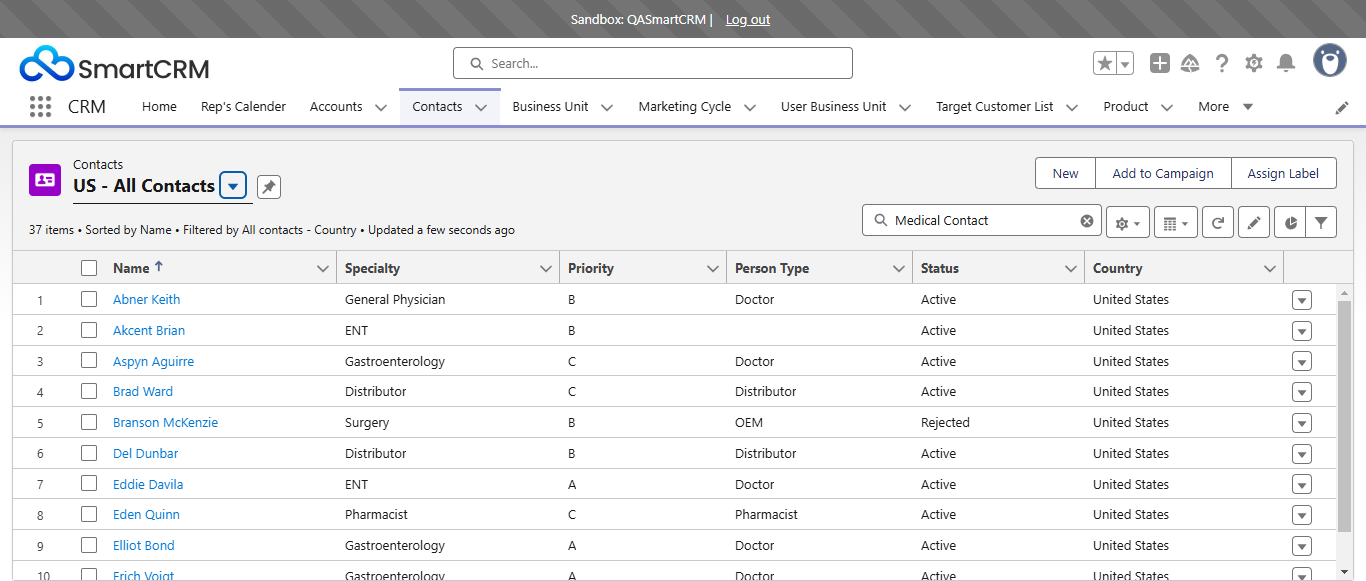 Sandbox: QASmartCRM | Log out
SmartCRM
Search...
CRM Home Rep's Calender Accounts Contacts Business Unit Marketing Cycle User Business Unit Target Customer List Product More
Contacts
US - All Contacts
New Add to Campaign Assign Label
37 items • Sorted by Name • Filtered by All contacts - Country • Updated a few seconds ago
Medical Contact
Name Specialty Priority Person Type Status Country
1 Abner Keith General Physician B Doctor Active United States
2 Akcent Brian ENT B Active United States
3 Aspyn Aguirre Gastroenterology C Doctor Active United States
4 Brad Ward Distributor C Distributor Active United States
5 Branson McKenzie Surgery B OEM Rejected United States
6 Del Dunbar Distributor B Distributor Active United States
7 Eddie Davila ENT A Doctor Active United States
8 Eden Quinn Pharmacist C Pharmacist Active United States
9 Elliot Bond Gastroenterology A Doctor Active United States
10 Erich Voigt Gastroenterology A Doctor Active United States